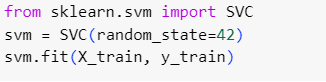 from sklearn.svm import SVC
svm = SVC(random_state=42)
svm.fit(X_train, y_train)